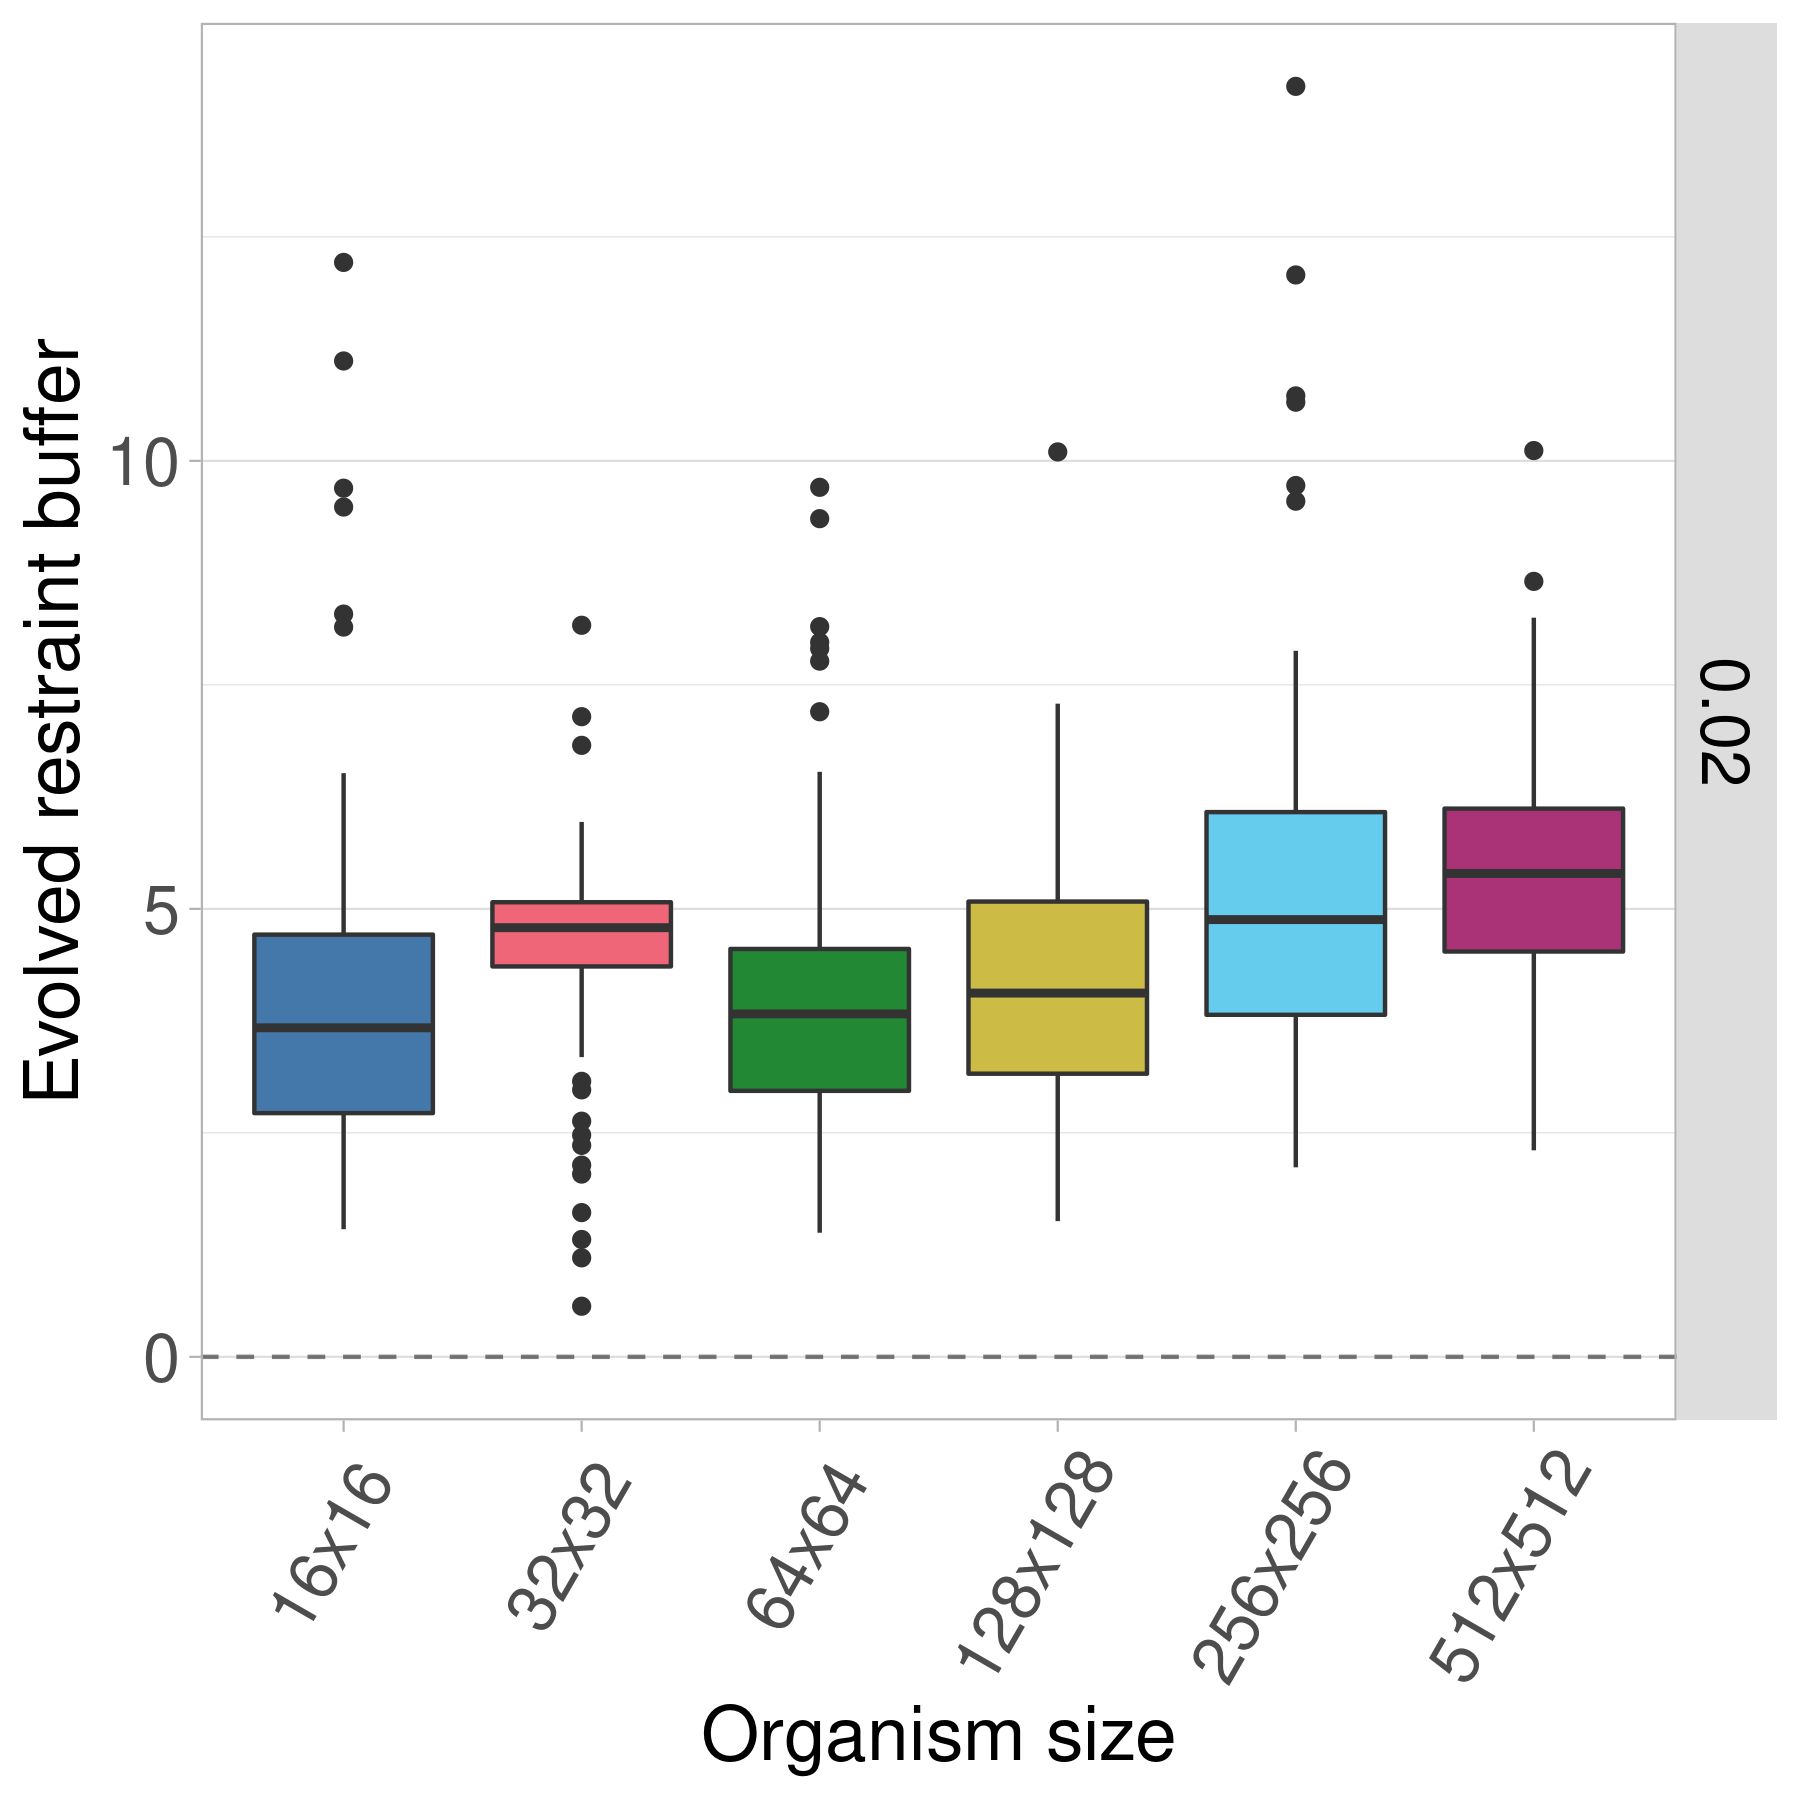 Evolved restraint buffer
10
5
0
0.02
16x16
32x32
64x64
128x128
256x256
512x512
Organism size